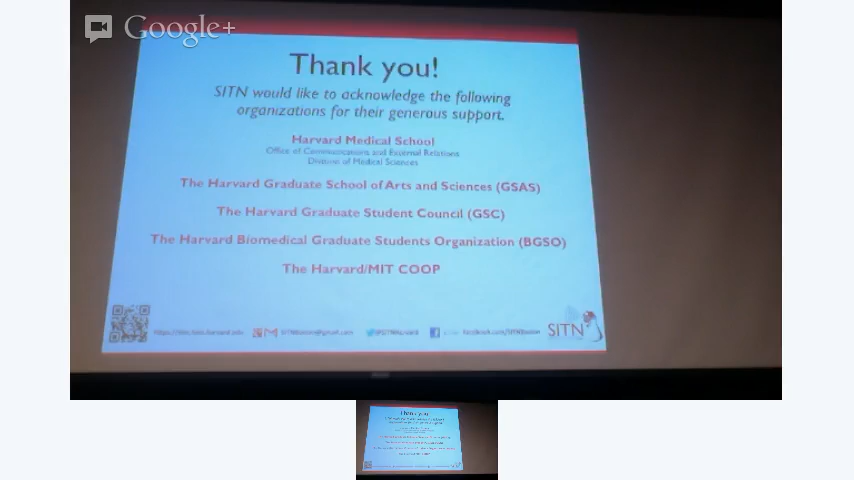 Google+
Thank you!
SITN would like to acknowledge the following
organizations for their generous support.
Harvard Medical School
Office of Communications and External Relations
Division of Medical Sciences
The Harvard Graduate School of Arts and Sciences (GSAS)
The Harvard Graduate Student Council (GSC)
The Harvard Biomedical Graduate Students Organization (BGSO)
The Harvard/MIT COOP
SITNBoston@gmail.com
facebook.com/SITNBoston
SITN
Thank you!